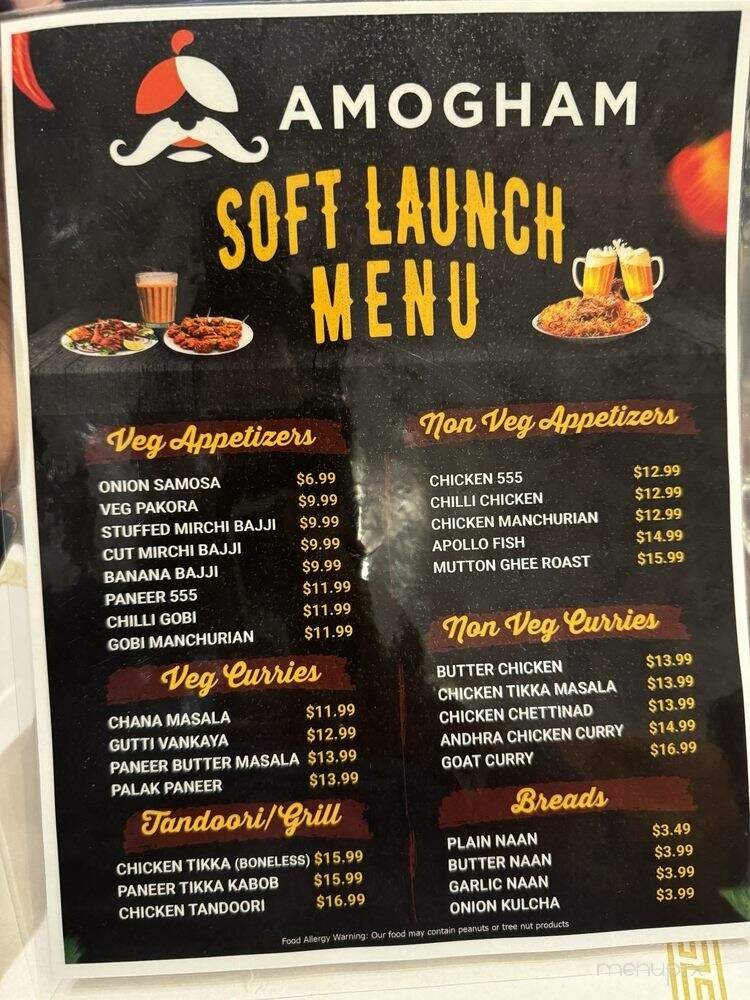 AMOGHAM
SOFT LAUNCH
MENU
Veg Appetizers
ONION SAMOSA $6.99
VEG PAKORA $9.99
STUFFED MIRCHI BAJJI $9.99
CUT MIRCHI BAJJI $9.99
BANANA BAJJI $9.99
PANEER 555 $11.99
CHILLI GOBI $11.99
GOBI MANCHURIAN $11.99
Veg Curries
CHANA MASALA $11.99
GUTTI VANKAYA $12.99
PANEER BUTTER MASALA $13.99
PALAK PANEER $13.99
Tandoori/Grill
CHICKEN TIKKA (BONELESS) $15.99
PANEER TIKKA KABOB $15.99
CHICKEN TANDOORI $16.99
Non Veg Appetizers
CHICKEN 555 $12.99
CHILLI CHICKEN $12.99
CHICKEN MANCHURIAN $12.99
APOLLO FISH $14.99
MUTTON GHEE ROAST $15.99
Non Veg Curries
BUTTER CHICKEN $13.99
CHICKEN TIKKA MASALA $13.99
CHICKEN CHETTINAD $13.99
ANDHRA CHICKEN CURRY $14.99
GOAT CURRY $16.99
Breads
PLAIN NAAN $3.49
BUTTER NAAN $3.99
GARLIC NAAN $3.99
ONION KULCHA $3.99
Food Allergy Warning: Our food may contain peanuts or tree nut products